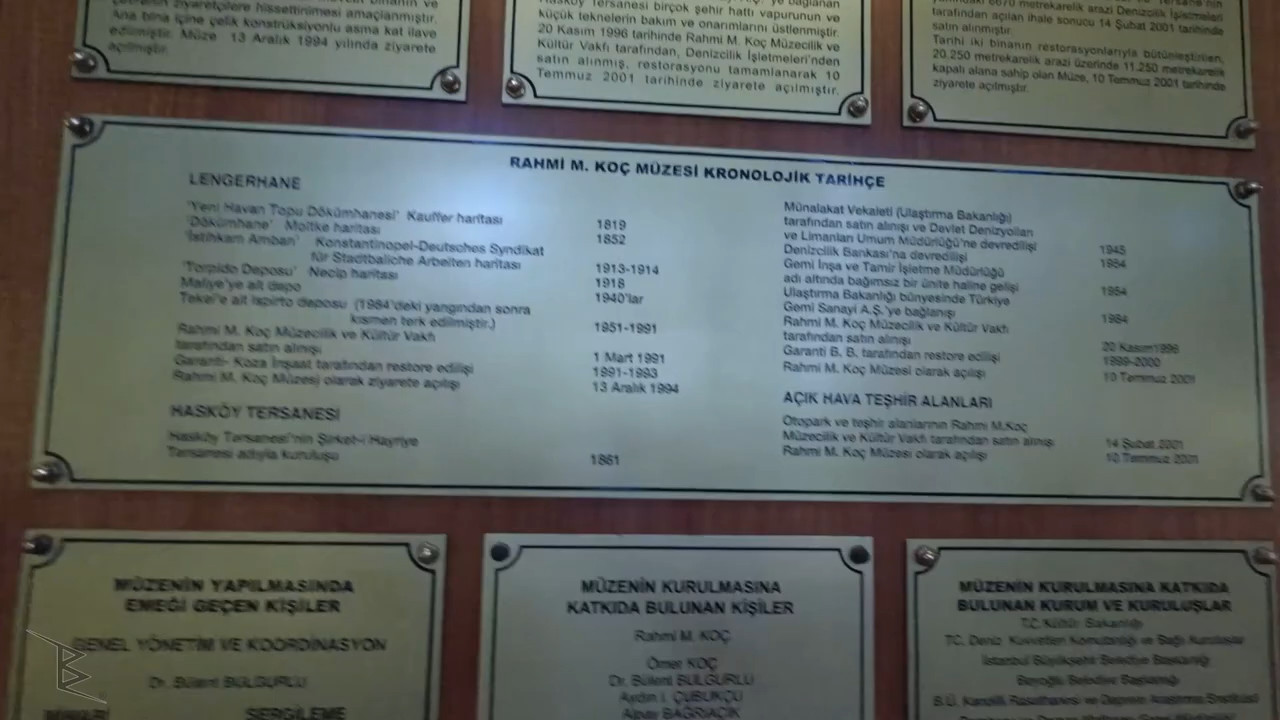 ziyaretçilere hissettirilmesi amaçlanmıştır.
Ana bina içine çelik konstrüksiyonlu asma kat ilave
edilmiştir. Müze 13 Aralık 1994 yılında ziyarete
açılmıştır.
Hasköy Tersanesi birçok şehir hattı vapurunun ve
küçük teknelerin bakım ve onarımlarını üstlenmiştir.
20 Kasım 1996 tarihinde Rahmi M. Koç Müzecilik ve
Kültür Vakfı tarafından, Denizcilik İşletmeleri'nden
satın alınmış, restorasyonu tamamlanarak 10
Temmuz 2001 tarihinde ziyarete açılmıştır.
6670 metrekarelik arazi Denizcilik İşletmeleri
tarafından açılan ihale sonucu 14 Şubat 2001 tarihinde
satın alınmıştır.
Tarihi iki binanın restorasyonlarıyla bütünleştirilen,
20.250 metrekarelik arazi üzerinde 11.250 metrekarelik
kapalı alana sahip olan Müze, 10 Temmuz 2001 tarihinde
ziyarete açılmıştır.
RAHMİ M. KOÇ MÜZESİ KRONOLOJİK TARİHÇE
LENGERHANE
'Yeni Havan Topu Dökümhanesi' Kauffer haritası 1819
'Dökümhane' Moltke haritası 1852
'İstihkam Ambarı' Konstantinopel-Deutsches Syndikat
für Stadtbaliche Arbeiten haritası 1913-1914
'Torpido Deposu' Necip haritası 1918
Maliye'ye ait depo 1940'lar
Tekel'e ait ispirto deposu (1984'deki yangından sonra
kısmen terk edilmiştir.) 1951-1991
Rahmi M. Koç Müzecilik ve Kültür Vakfı
tarafından satın alınışı 1 Mart 1991
Garanti- Koza İnşaat tarafından restore edilişi 1991-1993
Rahmi M. Koç Müzesi olarak ziyarete açılışı 13 Aralık 1994
HASKÖY TERSANESİ
Hasköy Tersanesi'nin Şirket-i Hayriye
Tersanesi adıyla kuruluşu 1861
Münalakat Vekaleti (Ulaştırma Bakanlığı)
tarafından satın alınışı ve Devlet Denizyolları
ve Limanları Umum Müdürlüğü'ne devredilişi 1945
Denizcilik Bankası'na devredilişi 1954
Gemi İnşa ve Tamir İşletme Müdürlüğü
adı altında bağımsız bir ünite haline gelişi 1954
Ulaştırma Bakanlığı bünyesinde Türkiye
Gemi Sanayi A.Ş.'ye bağlanışı 1984
Rahmi M. Koç Müzecilik ve Kültür Vakfı
tarafından satın alınışı 20 Kasım1996
Garanti B. B. tarafından restore edilişi 1999-2000
Rahmi M. Koç Müzesi olarak açılışı 10 Temmuz 2001
AÇIK HAVA TEŞHİR ALANLARI
Otopark ve teşhir alanlarının Rahmi M.Koç
Müzecilik ve Kültür Vakfı tarafından satın alınışı 14 Şubat 2001
Rahmi M. Koç Müzesi olarak açılışı 10 Temmuz 2001
MÜZENİN YAPILMASINDA
EMEĞİ GEÇEN KİŞİLER
GENEL YÖNETİM VE KOORDİNASYON
Dr. Bülent BULGURLU
MİMARİ SERGİLEME
MÜZENİN KURULMASINA
KATKIDA BULUNAN KİŞİLER
Rahmi M. KOÇ
Ömer KOÇ
Dr. Bülent BULGURLU
Aydın I. ÇUBUKÇU
Alpay BAĞRIAÇIK
MÜZENİN KURULMASINA KATKIDA
BULUNAN KURUM VE KURULUŞLAR
T.C. Kültür Bakanlığı
T.C. Deniz Kuvvetleri Komutanlığı ve Bağlı Kuruluşlar
İstanbul Büyükşehir Belediye Başkanlığı
Beyoğlu Belediye Başkanlığı
B.Ü. Kandilli Rasathanesi ve Deprem Araştırma Enstitüsü